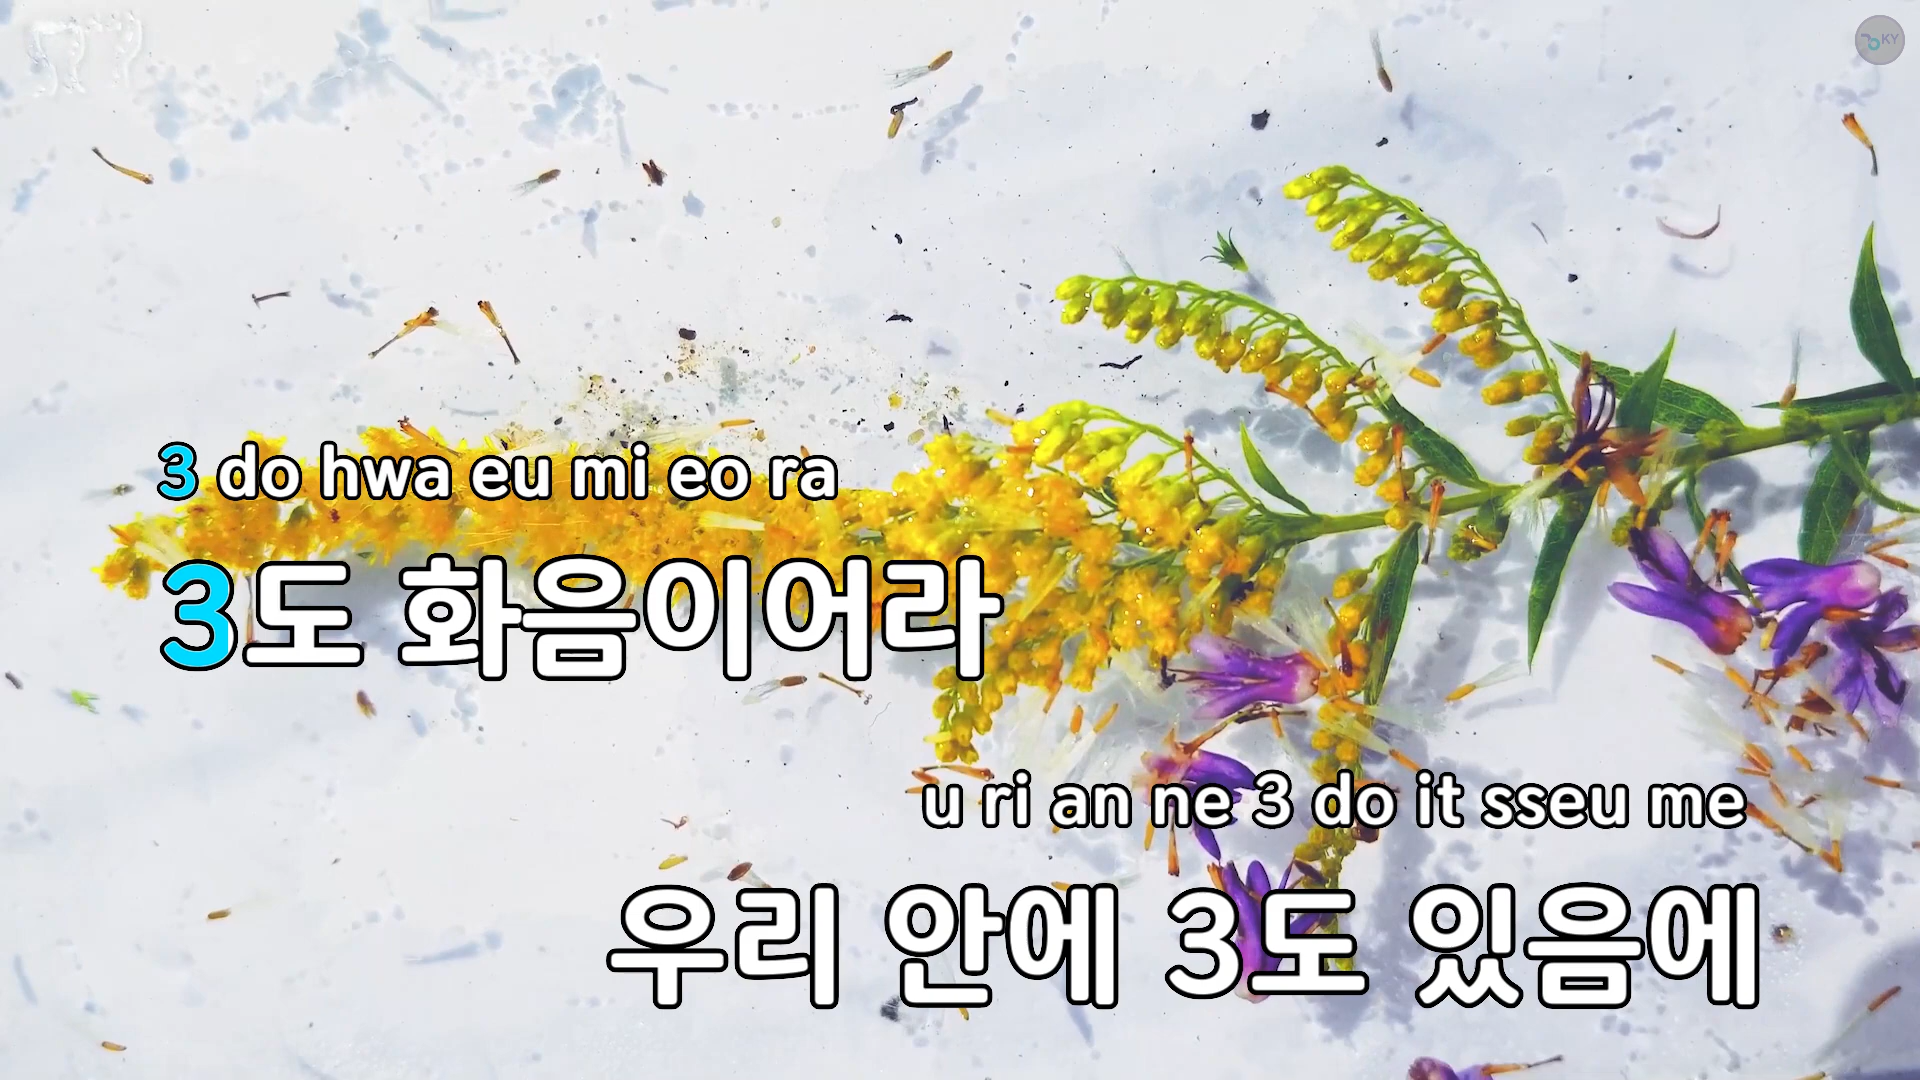 KY
3 do hwa eu mi eo ra
3도 화음이어라
u ri an ne 3 do it sseu me
우리 안에 3도 있음에